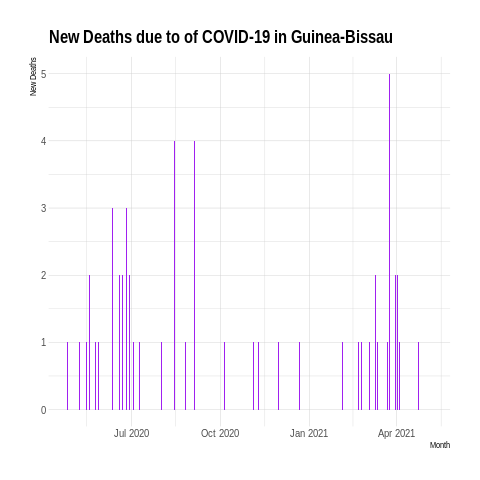 New Deaths due to of COVID-19 in Guinea-Bissau
New Deaths
5
4
3
2
1
0
Jul 2020 Oct 2020 Jan 2021 Apr 2021
Month